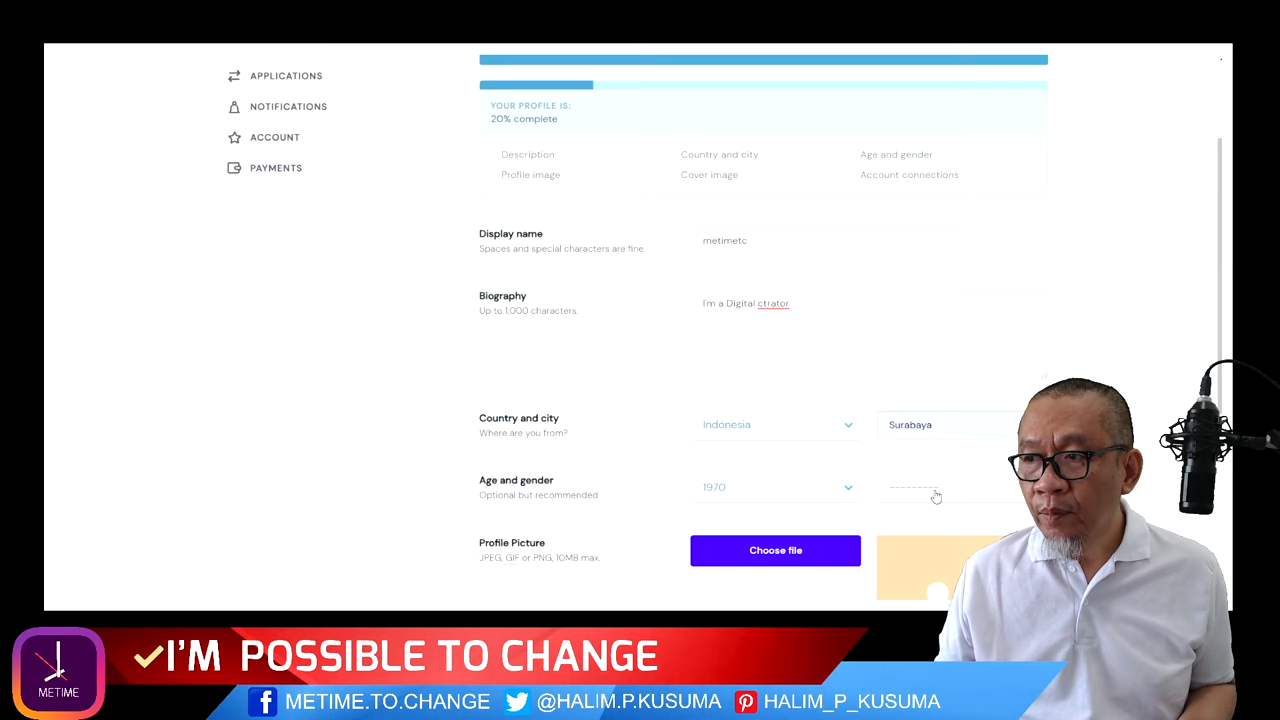 APPLICATIONS
NOTIFICATIONS
ACCOUNT
PAYMENTS
YOUR PROFILE IS:
20% complete
Description
Country and city
Age and gender
Profile image
Cover image
Account connections
Display name
Spaces and special characters are fine.
metimetc
Biography
Up to 1,000 characters.
I'm a Digital ctrator
Country and city
Where are you from?
Indonesia
Surabaya
Age and gender
Optional but recommended
1970
---------
Profile Picture
JPEG, GIF or PNG, 10MB max.
Choose file
I'M POSSIBLE TO CHANGE
METIME
METIME.TO.CHANGE
@HALIM.P.KUSUMA
HALIM_P_KUSUMA